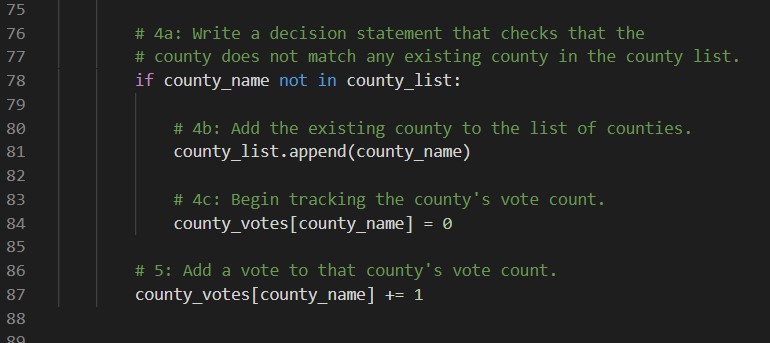 75
76 # 4a: Write a decision statement that checks that the
77 # county does not match any existing county in the county list.
78 if county_name not in county_list:
79
80 # 4b: Add the existing county to the list of counties.
81 county_list.append(county_name)
82
83 # 4c: Begin tracking the county's vote count.
84 county_votes[county_name] = 0
85
86 # 5: Add a vote to that county's vote count.
87 county_votes[county_name] += 1
88
89